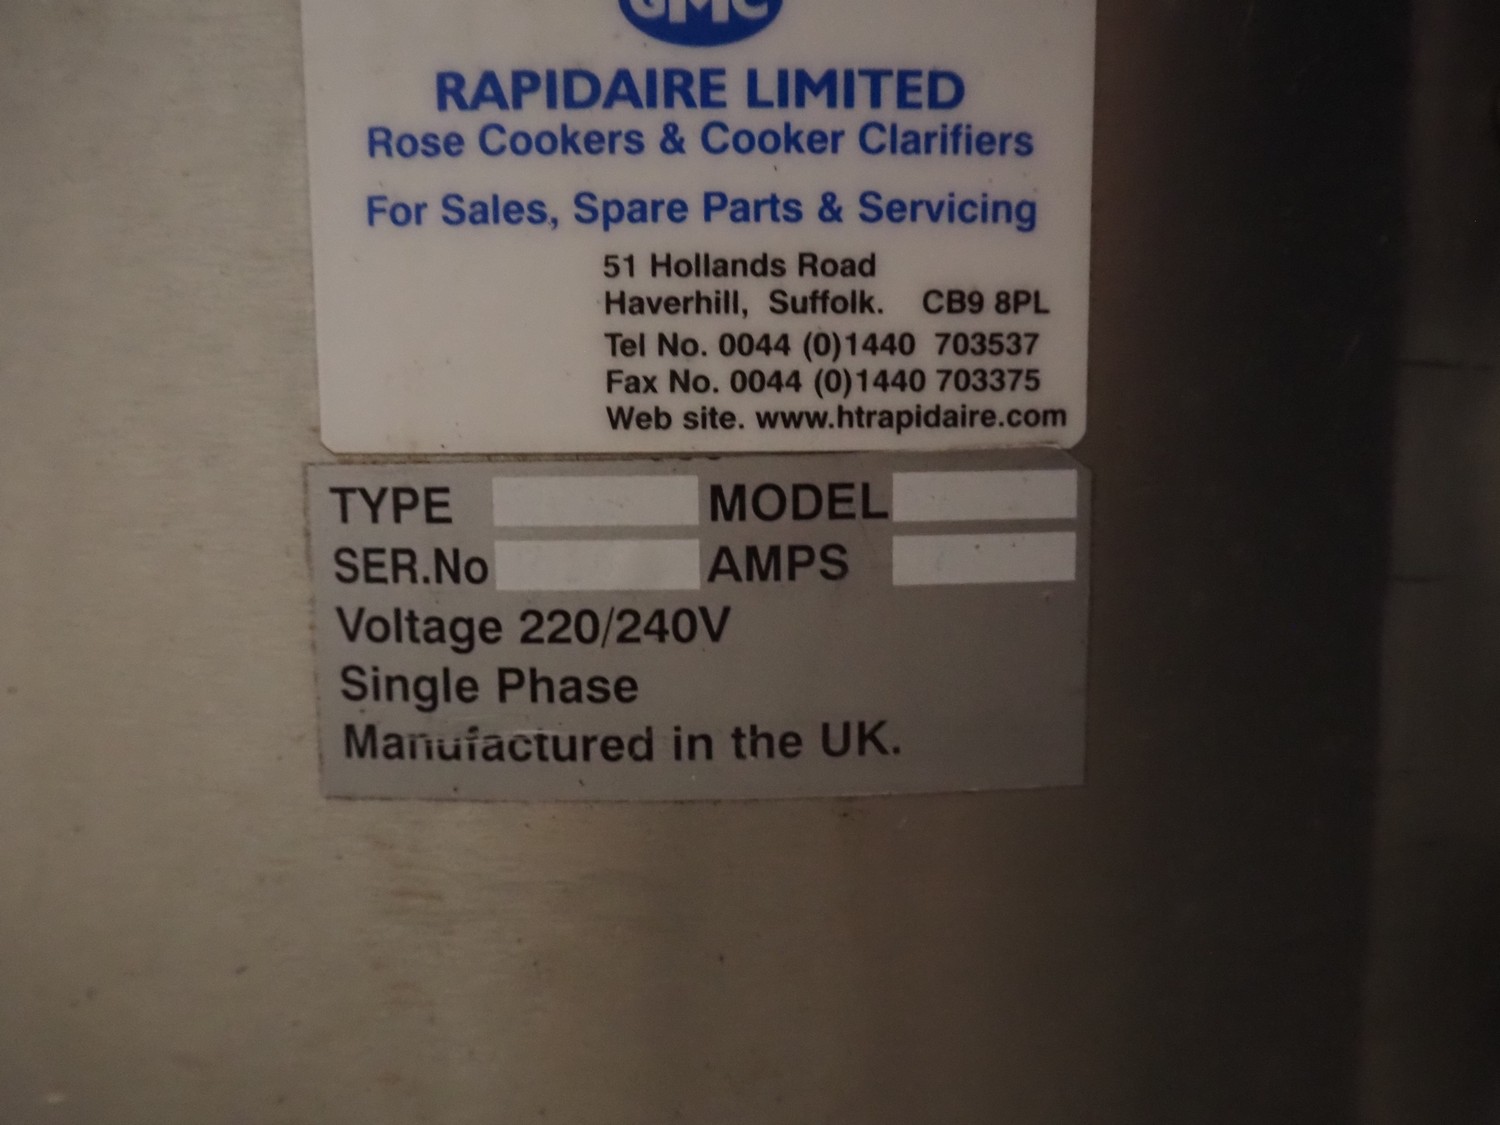 GMC
RAPIDAIRE LIMITED
Rose Cookers & Cooker Clarifiers
For Sales, Spare Parts & Servicing
51 Hollands Road
Haverhill, Suffolk. CB9 8PL
Tel No. 0044 (0)1440 703537
Fax No. 0044 (0)1440 703375
Web site. www.htrapidaire.com
TYPE MODEL
SER.No AMPS
Voltage 220/240V
Single Phase
Manufactured in the UK.